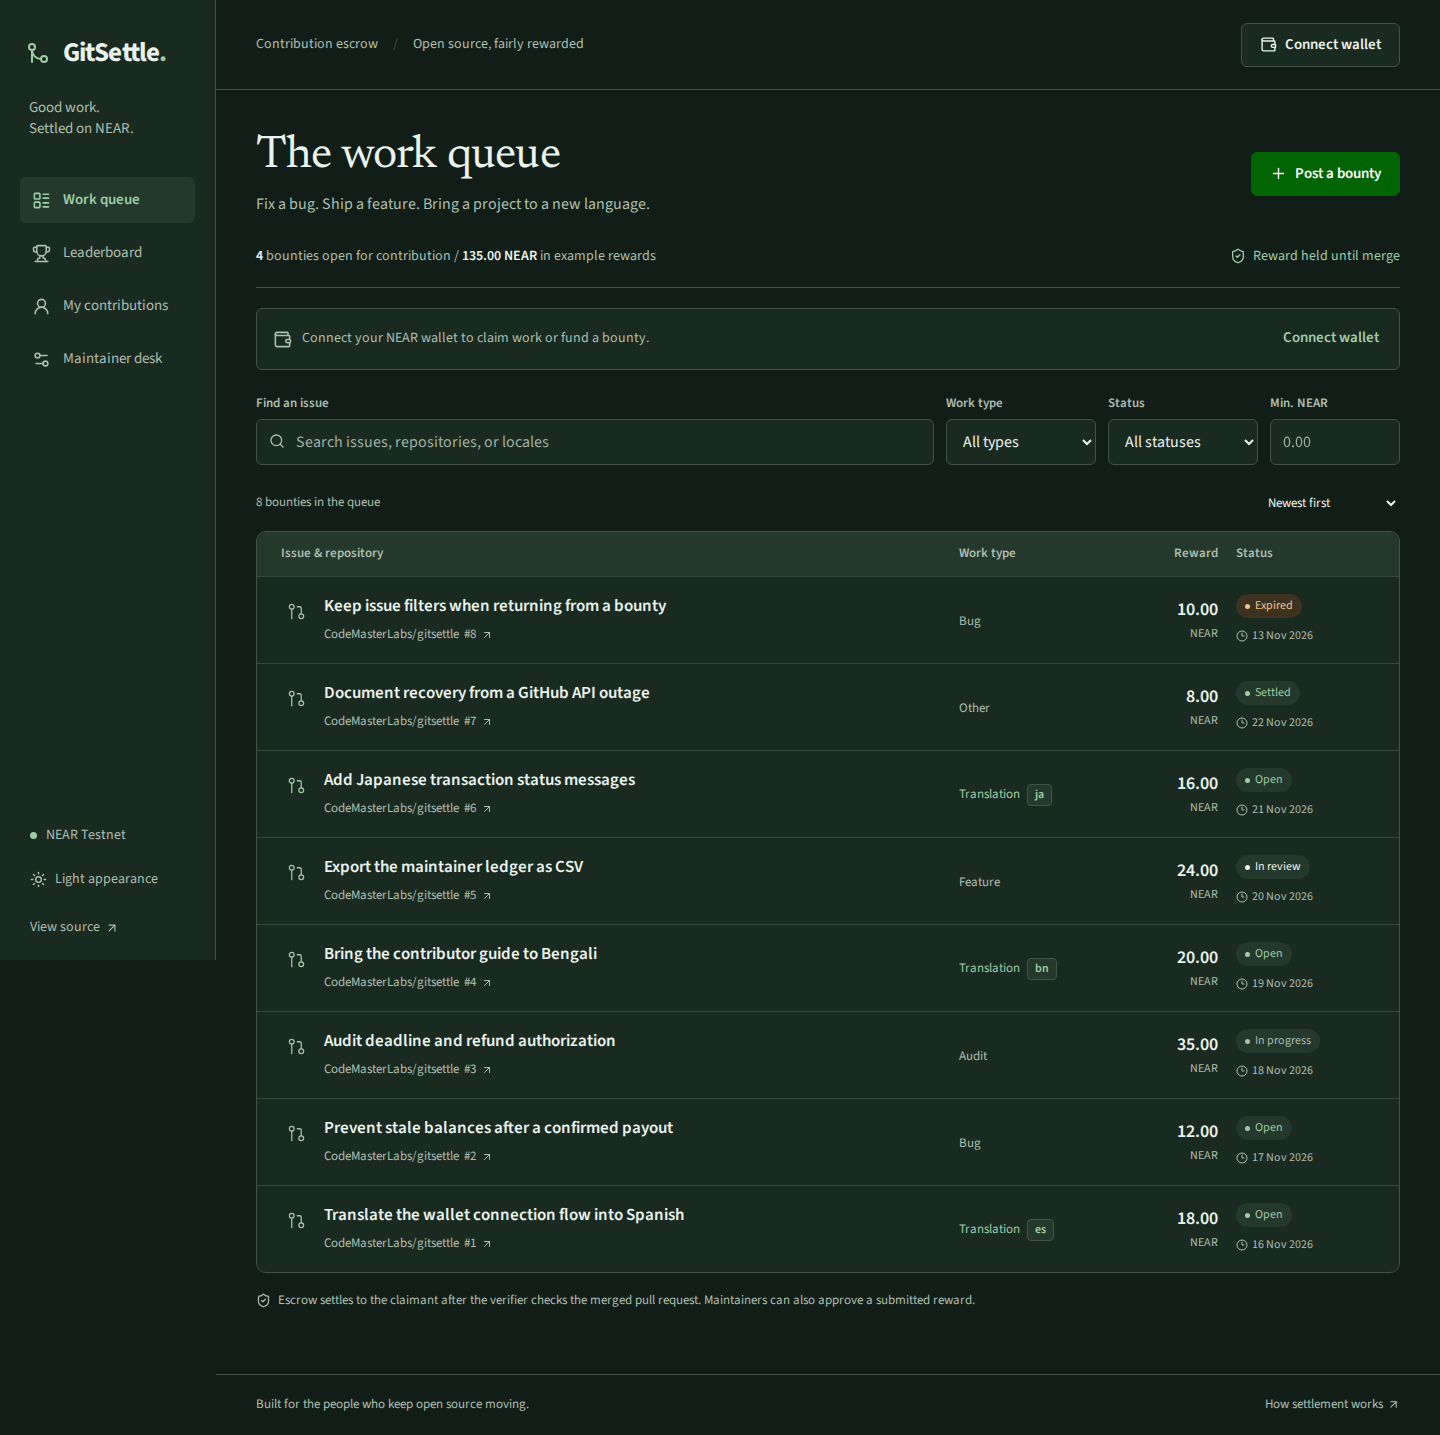 GitSettle.
Good work.
Settled on NEAR.
Work queue
Leaderboard
My contributions
Maintainer desk
NEAR Testnet
Light appearance
View source
Contribution escrow / Open source, fairly rewarded
Connect wallet
The work queue
Fix a bug. Ship a feature. Bring a project to a new language.
Post a bounty
4 bounties open for contribution / 135.00 NEAR in example rewards
Reward held until merge
Connect your NEAR wallet to claim work or fund a bounty.
Connect wallet
Find an issue
Work type
Status
Min. NEAR
Search issues, repositories, or locales
All types
All statuses
0.00
8 bounties in the queue
Newest first
Issue & repository
Work type
Reward
Status
Keep issue filters when returning from a bounty
CodeMasterLabs/gitsettle #8
Bug
10.00
NEAR
Expired
13 Nov 2026
Document recovery from a GitHub API outage
CodeMasterLabs/gitsettle #7
Other
8.00
NEAR
Settled
22 Nov 2026
Add Japanese transaction status messages
CodeMasterLabs/gitsettle #6
Translation ja
16.00
NEAR
Open
21 Nov 2026
Export the maintainer ledger as CSV
CodeMasterLabs/gitsettle #5
Feature
24.00
NEAR
In review
20 Nov 2026
Bring the contributor guide to Bengali
CodeMasterLabs/gitsettle #4
Translation bn
20.00
NEAR
Open
19 Nov 2026
Audit deadline and refund authorization
CodeMasterLabs/gitsettle #3
Audit
35.00
NEAR
In progress
18 Nov 2026
Prevent stale balances after a confirmed payout
CodeMasterLabs/gitsettle #2
Bug
12.00
NEAR
Open
17 Nov 2026
Translate the wallet connection flow into Spanish
CodeMasterLabs/gitsettle #1
Translation es
18.00
NEAR
Open
16 Nov 2026
Escrow settles to the claimant after the verifier checks the merged pull request. Maintainers can also approve a submitted reward.
Built for the people who keep open source moving.
How settlement works